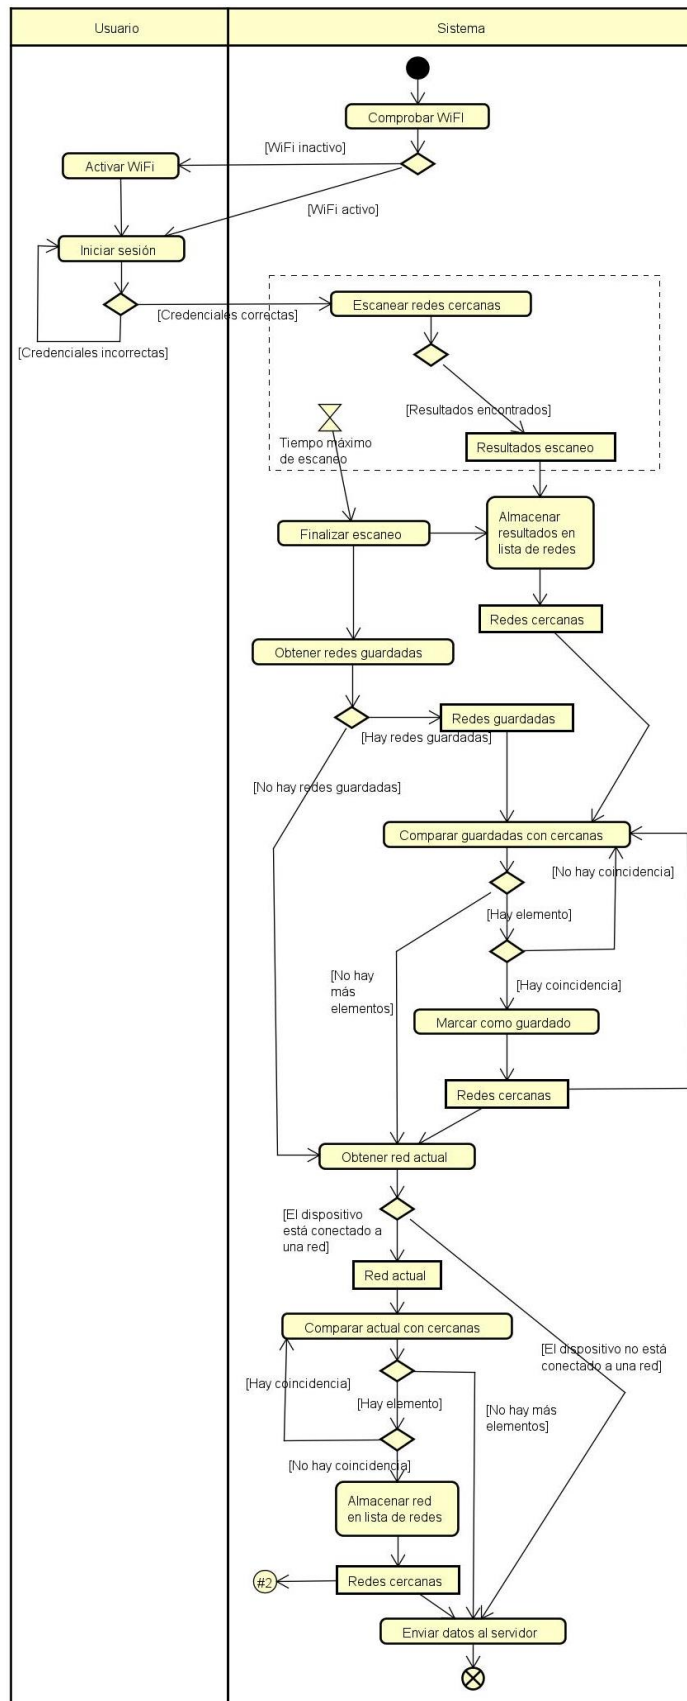 Usuario
Sistema
Comprobar WiFI
[WiFi inactivo]
Activar WiFi
[WiFi activo]
Iniciar sesión
Escanear redes cercanas
[Credenciales correctas]
[Credenciales incorrectas]
[Resultados encontrados]
Tiempo máximo
de escaneo
Resultados escaneo
Finalizar escaneo
Almacenar
resultados en
lista de redes
Redes cercanas
Obtener redes guardadas
Redes guardadas
[Hay redes guardadas]
[No hay redes guardadas]
Comparar guardadas con cercanas
[No hay coincidencia]
[Hay elemento]
[No hay
más
elementos]
[Hay coincidencia]
Marcar como guardado
Redes cercanas
Obtener red actual
[El dispositivo
está conectado a
una red]
Red actual
Comparar actual con cercanas
[El dispositivo no está
conectado a una red]
[Hay coincidencia]
[Hay elemento]
[No hay más
elementos]
[No hay coincidencia]
Almacenar red
en lista de redes
#2
Redes cercanas
Enviar datos al servidor